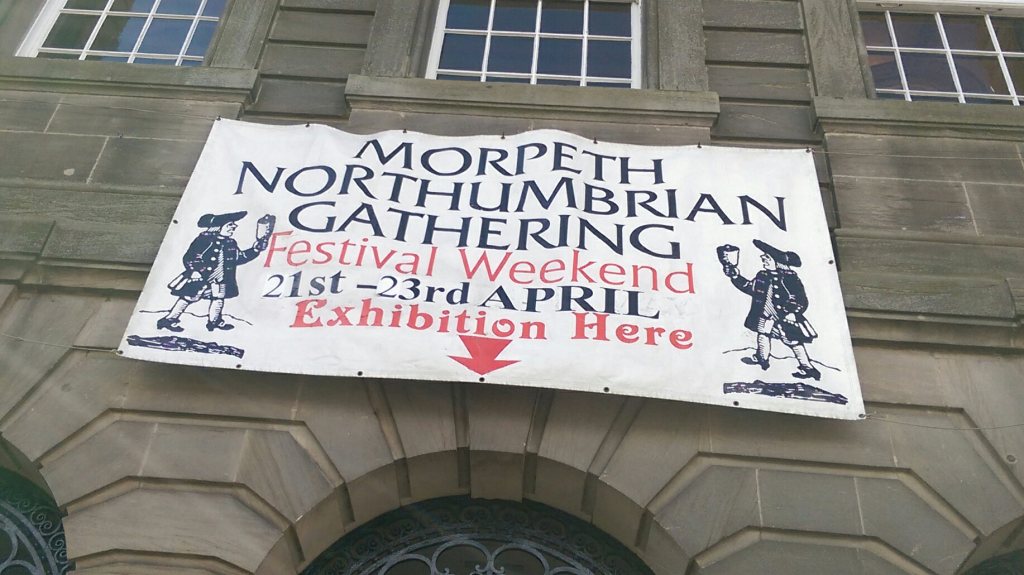 MORPETH
NORTHUMBRIAN
GATHERING
Festival Weekend
21st - 23rd APRIL
Exhibition Here